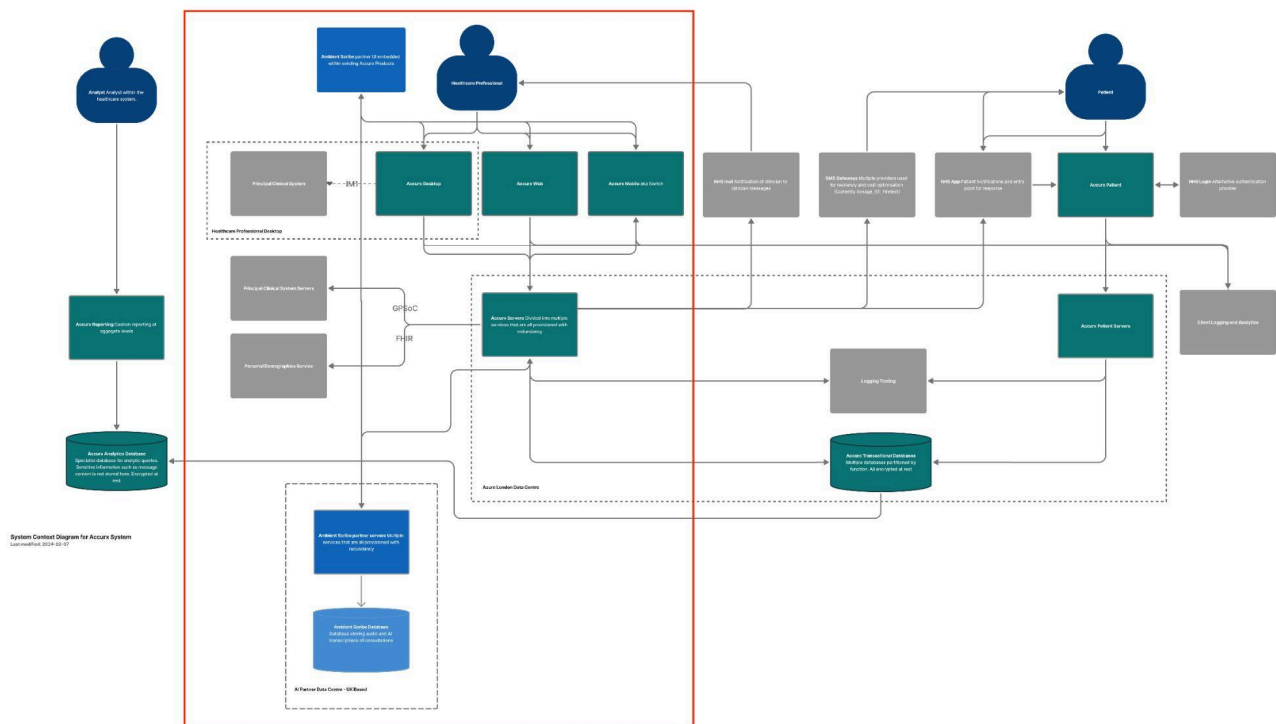 Analyst Analyst within the
healthcare system.
Ambient Scribe partner UI embedded
within existing Accurx Products
Healthcare Professional
Patient
Principal Clinical System
IM1
Accurx Desktop
Accurx Web
Accurx Mobile aka Switch
Healthcare Professional Desktop
NHS mail Notification of clinician to
clinician messages
SMS Gateways Multiple providers used
for resiliency and cost optimisation
(Currently Vonage, BT, Firetext)
NHS App Patient Notifications and entry
point for response
Accurx Patient
NHS Login Alternative authentication
provider
Principal Clinical System Servers
GPSoC
FHIR
Personal Demographics Service
Accurx Reporting Custom reporting at
aggregate levels
Accurx Servers Divided into multiple
services that are all provisioned with
redundancy
Accurx Patient Servers
Client Logging and Analytics
Logging Tooling
Accurx Analytics Database
Specialist database for analytic queries.
Sensitive information such as message
content is not stored here. Encrypted at
rest.
Accurx Transactional Databases
Multiple databases partitioned by
function. All encrypted at rest
Azure London Data Centre
System Context Diagram for Accurx System
Last modified: 2024-02-07
Ambient Scribe partner servers Multiple
services that are all provisioned with
redundancy
Ambient Scribe Database
Database storing audio and AI
transcriptions of consultations
AI Partner Data Centre - UK Based